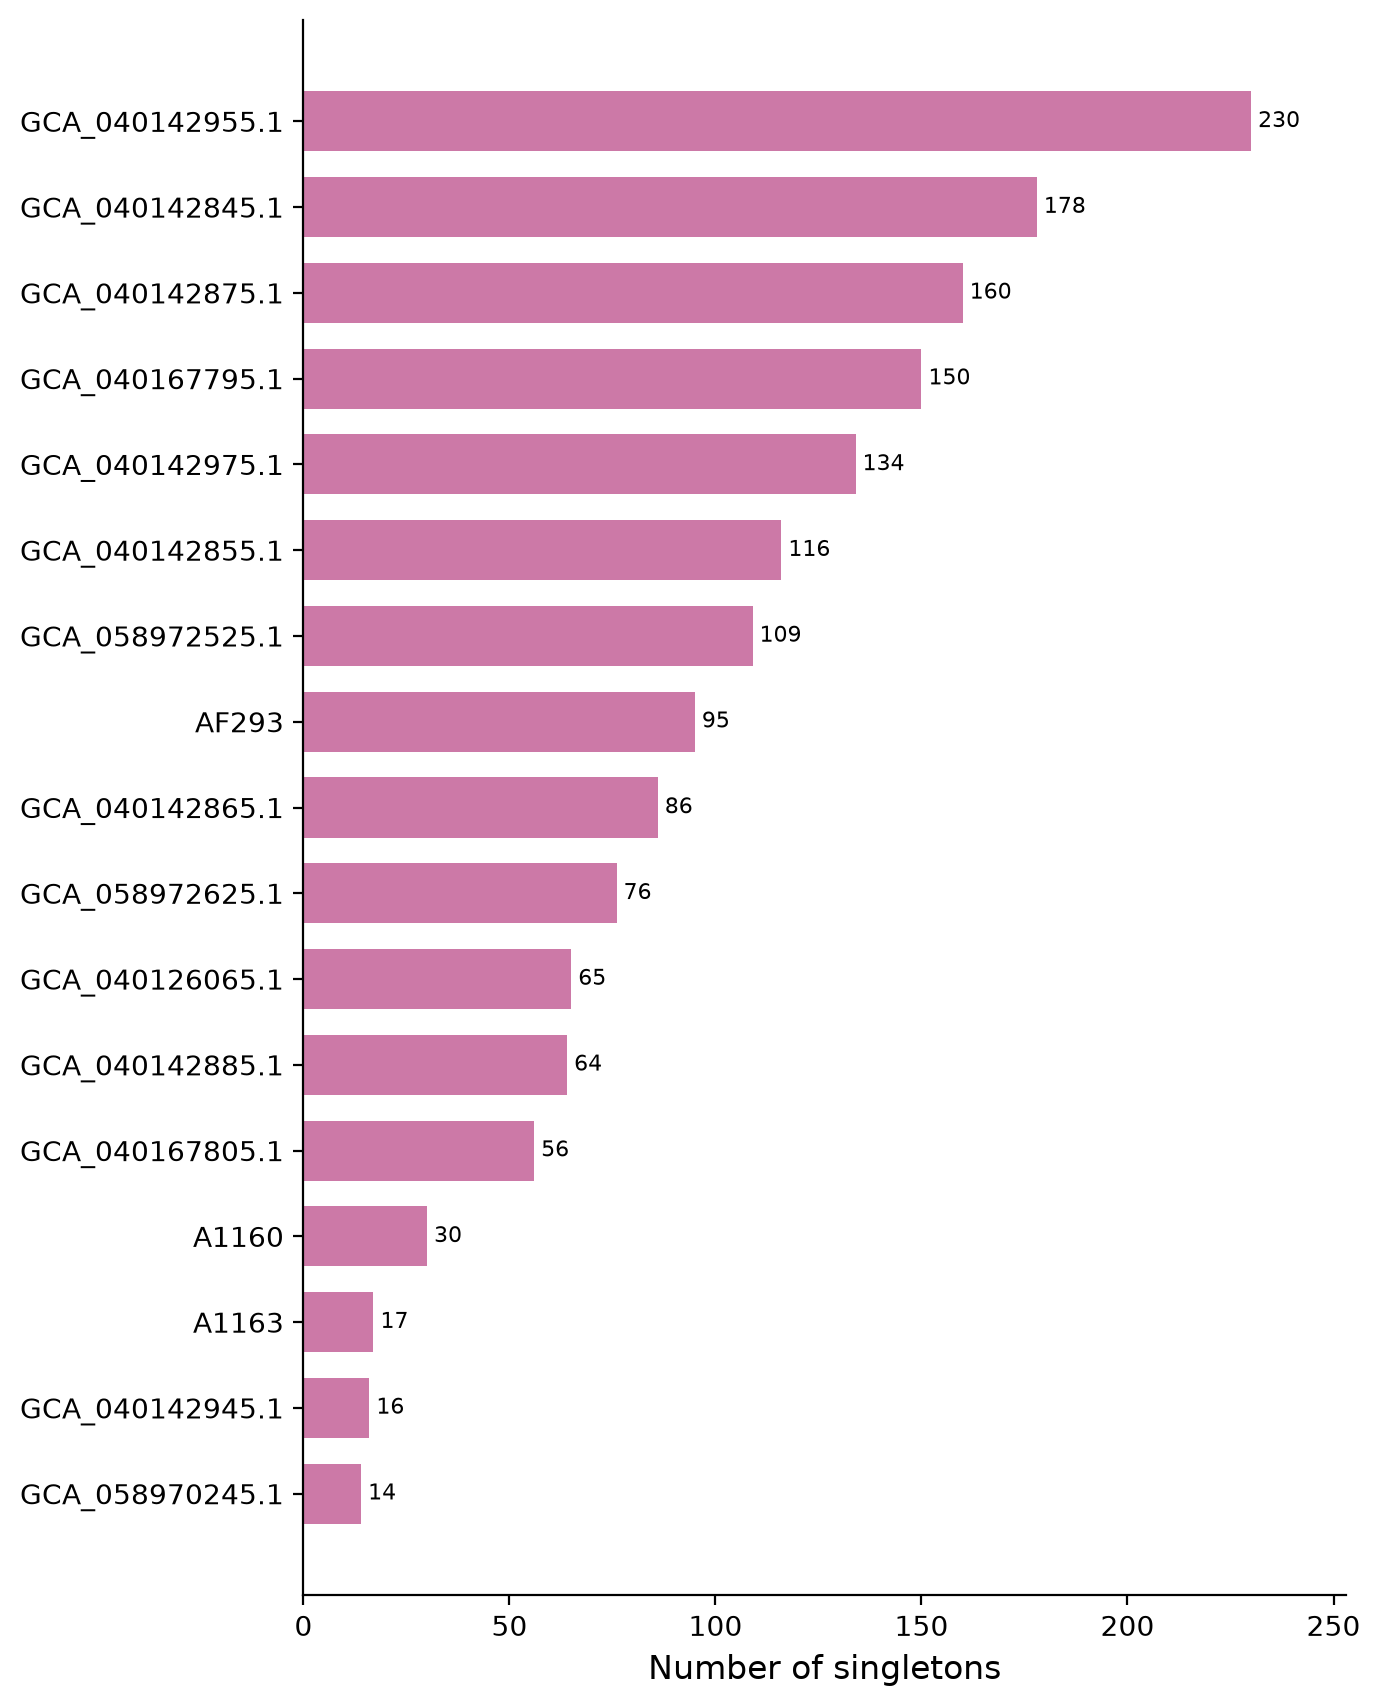 GCA_040142955.1 230
GCA_040142845.1 178
GCA_040142875.1 160
GCA_040167795.1 150
GCA_040142975.1 134
GCA_040142855.1 116
GCA_058972525.1 109
AF293 95
GCA_040142865.1 86
GCA_058972625.1 76
GCA_040126065.1 65
GCA_040142885.1 64
GCA_040167805.1 56
A1160 30
A1163 17
GCA_040142945.1 16
GCA_058970245.1 14
0 50 100 150 200 250
Number of singletons